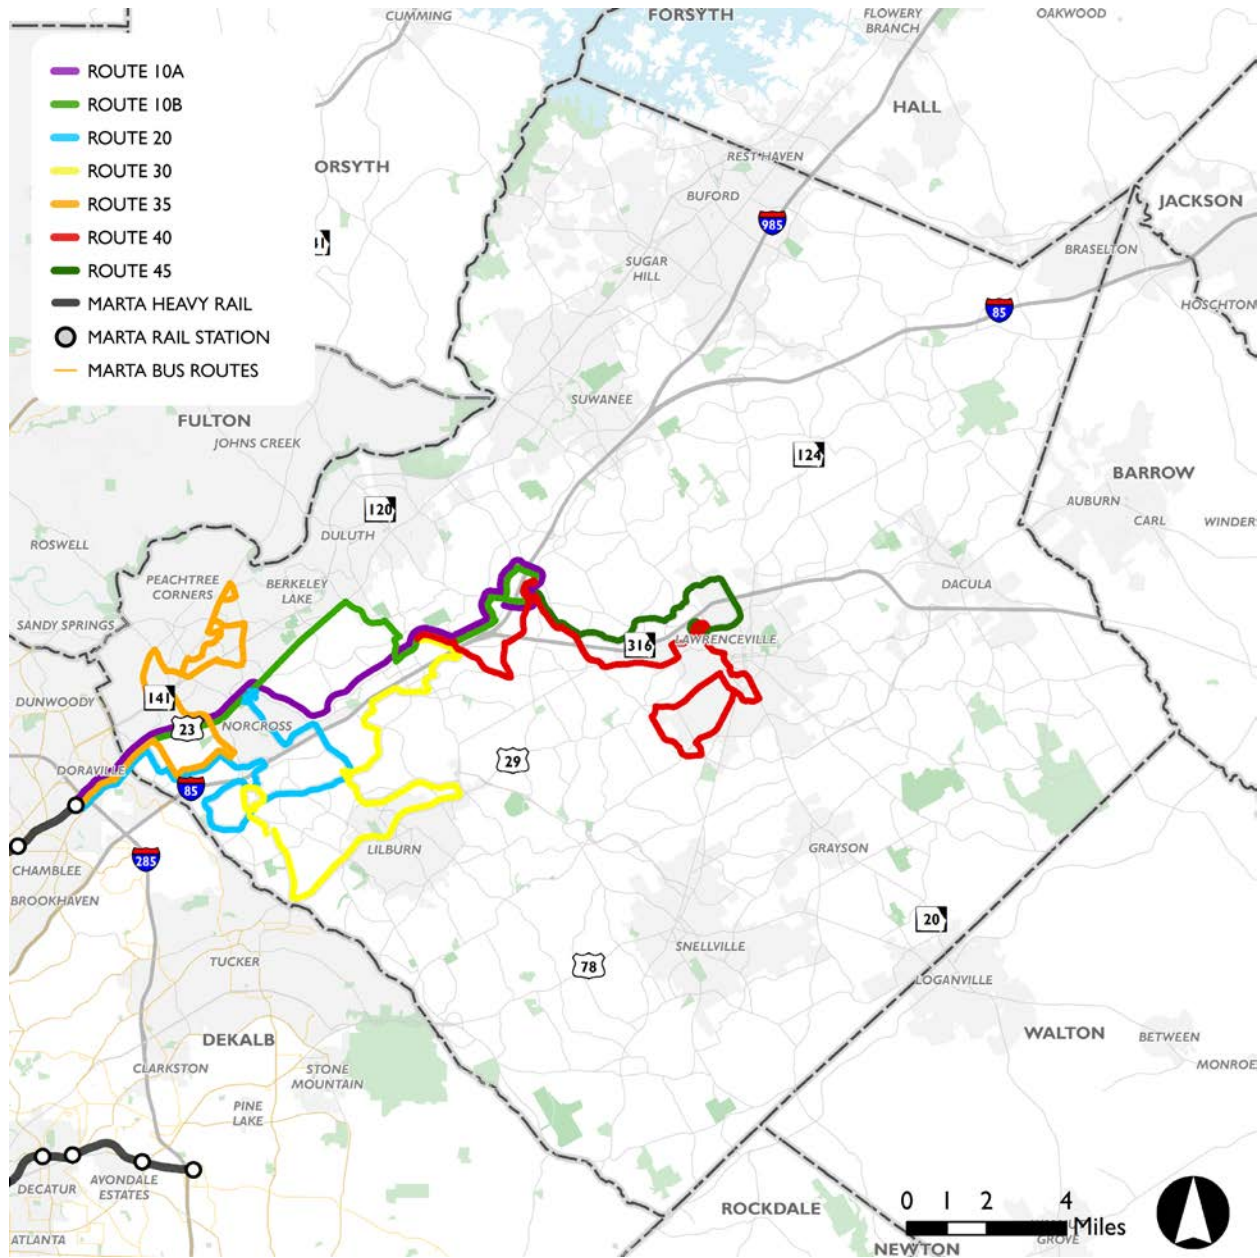 CUMMING
FORSYTH
FLOWERY
BRANCH
OAKWOOD
ROUTE 10A
ROUTE 10B
ROUTE 20
ROUTE 30
ROUTE 35
ROUTE 40
ROUTE 45
MARTA HEAVY RAIL
MARTA RAIL STATION
MARTA BUS ROUTES
HALL
ORSYTH
REST HAVEN
BUFORD
985
JACKSON
BRASELTON
SUGAR
HILL
85
HOSCHTON
SUWANEE
FULTON
JOHNS CREEK
124
BARROW
AUBURN
CARL
WINDER
120
DULUTH
ROSWELL
PEACHTREE
CORNERS
BERKELEY
LAKE
DACULA
SANDY SPRINGS
316
LAWRENCEVILLE
DUNWOODY
141
23
NORCROSS
29
DORAVILLE
85
285
LILBURN
GRAYSON
CHAMBLEE
BROOKHAVEN
20
SNELLVILLE
TUCKER
78
LOGANVILLE
DEKALB
WALTON
BETWEEN
CLARKSTON
STONE
MOUNTAIN
MONROE
PINE
LAKE
DECATUR
AVONDALE
ESTATES
ROCKDALE
0 1 2 4
Miles
ATLANTA
NEWTON
GROVE